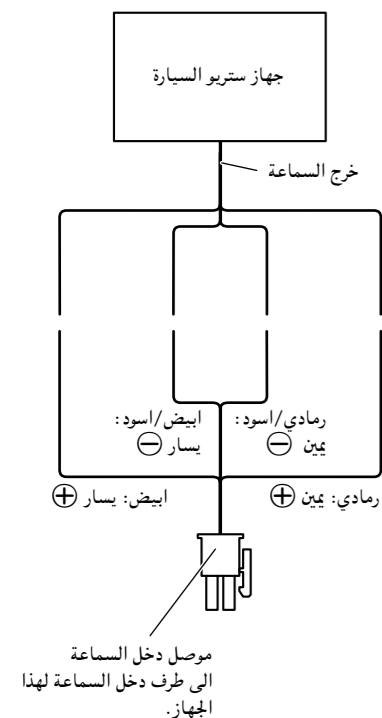 جهاز ستريو السيارة
خرج السماعة
رمادي/اسود:
يمين ⊖
ابيض/اسود:
يسار ⊖
رمادي: يمين ⊕
ابيض: يسار ⊕
موصل دخل السماعة
الى طرف دخل السماعة لهذا
الجهاز.